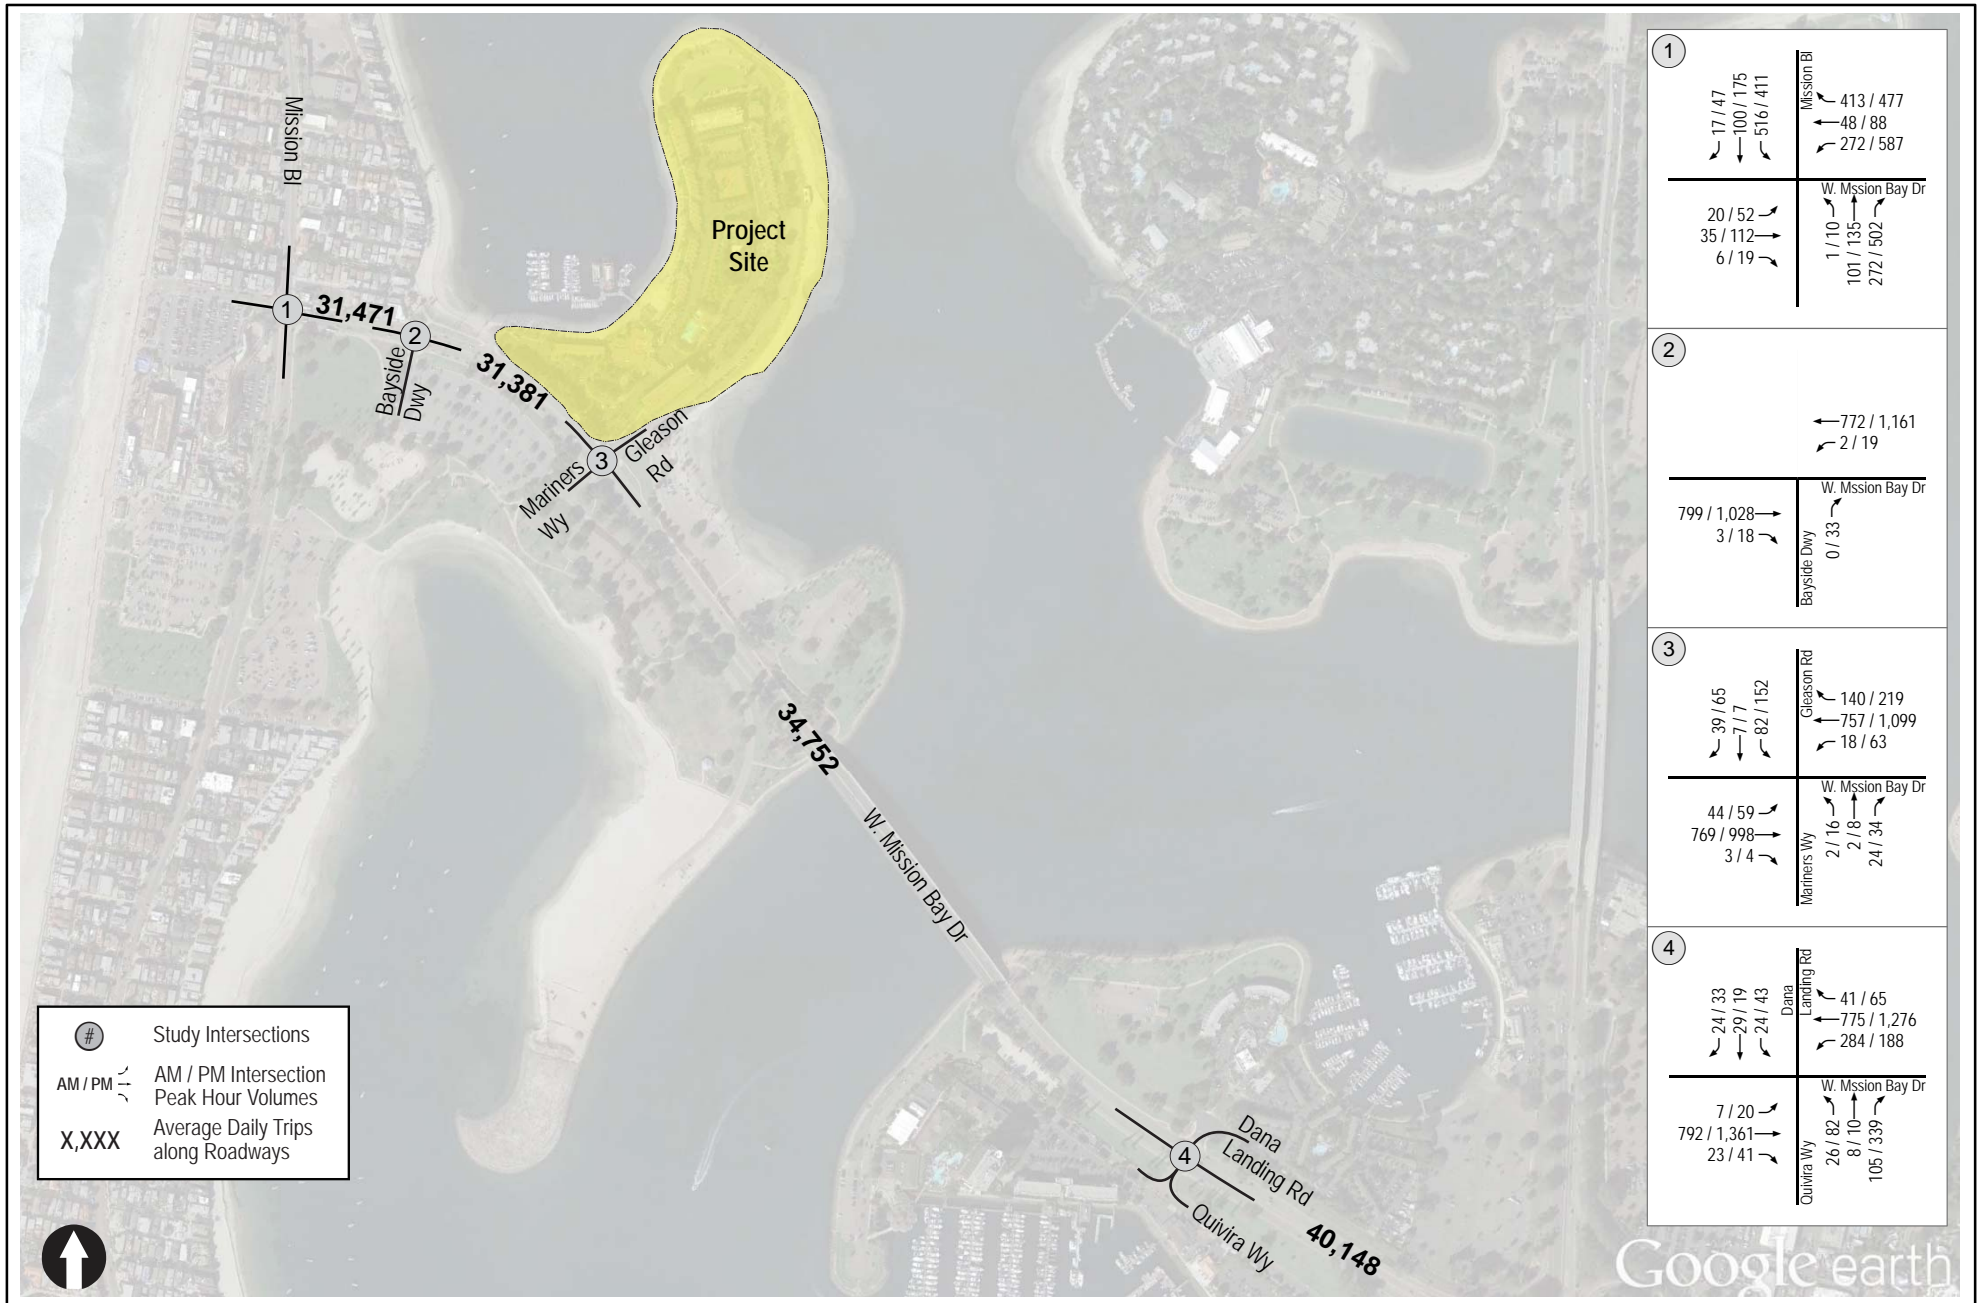 Mission Bl
Project
Site
1
31,471
2
Bayside
Dwy
31,381
3
Gleason
Rd
Mariners
Wy
34,752
W. Mission Bay Dr
4
Dana
Landing Rd
Quivira Wy
40,148
#
Study Intersections
AM / PM
AM / PM Intersection
Peak Hour Volumes
X,XXX
Average Daily Trips
along Roadways
1
17 / 47
100 / 175
516 / 411
Mission Bl
413 / 477
48 / 88
272 / 587
W. Mssion Bay Dr
20 / 52
35 / 112
6 / 19
1 / 10
101 / 135
272 / 502
2
772 / 1,161
2 / 19
W. Mssion Bay Dr
799 / 1,028
3 / 18
Bayside Dwy
0 / 33
3
39 / 65
7 / 7
82 / 152
Gleason Rd
140 / 219
757 / 1,099
18 / 63
W. Mssion Bay Dr
44 / 59
769 / 998
3 / 4
Mariners Wy
2 / 16
2 / 8
24 / 34
4
24 / 33
29 / 19
24 / 43
Dana
Landing Rd
41 / 65
775 / 1,276
284 / 188
W. Mssion Bay Dr
7 / 20
792 / 1,361
23 / 41
Quivira Wy
26 / 82
8 / 10
105 / 339
Google earth